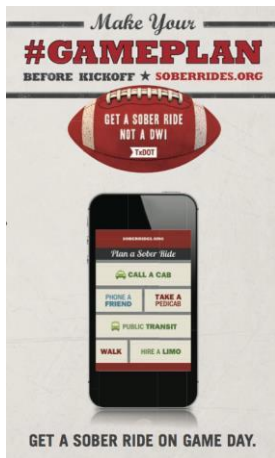 Make Your
#GAMEPLAN
BEFORE KICKOFF ★ SOBERRIDES.ORG
GET A SOBER RIDE
NOT A DWI
TxDOT
SOBERRIDES.ORG
Plan a Sober Ride
CALL A CAB
PHONE A FRIEND
TAKE A PEDICAB
PUBLIC TRANSIT
WALK
HIRE A LIMO
GET A SOBER RIDE ON GAME DAY.